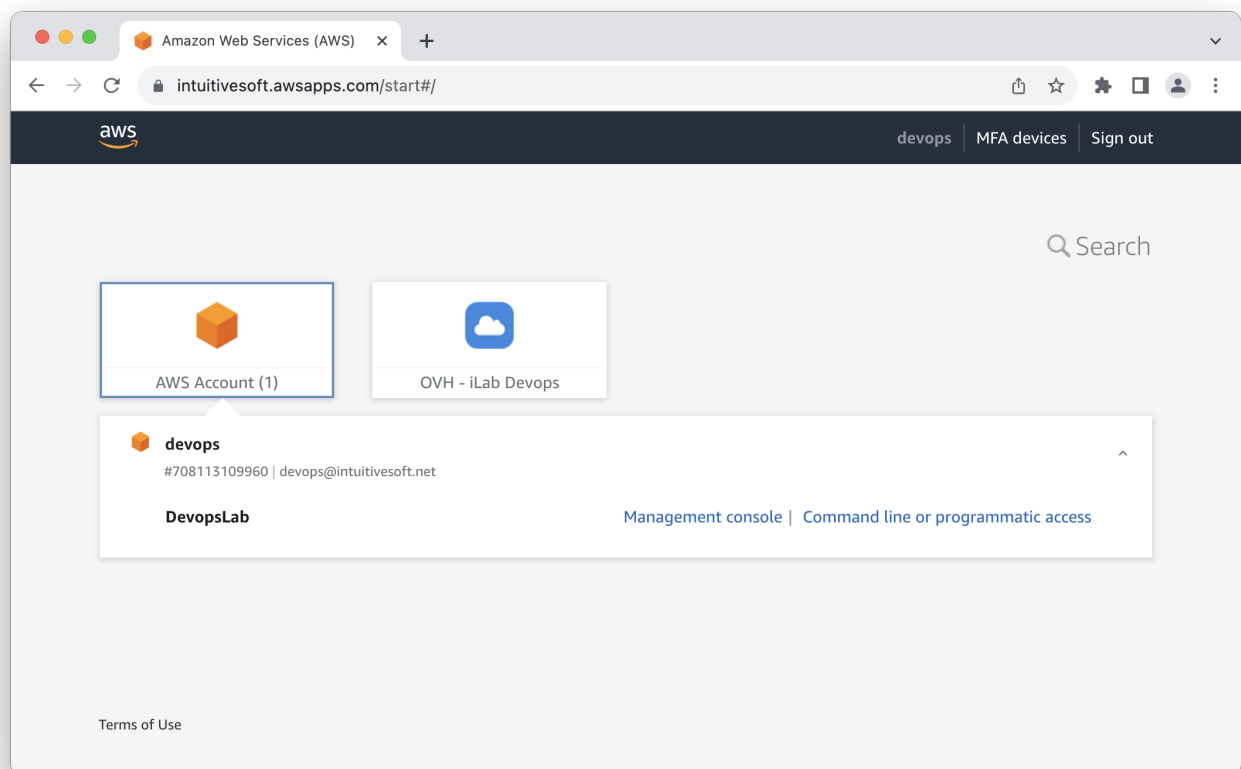 Amazon Web Services (AWS)
intuitivesoft.awsapps.com/start#/
aws
devops
MFA devices
Sign out
Search
AWS Account (1)
OVH - iLab Devops
devops
#708113109960 | devops@intuitivesoft.net
DevopsLab
Management console | Command line or programmatic access
Terms of Use